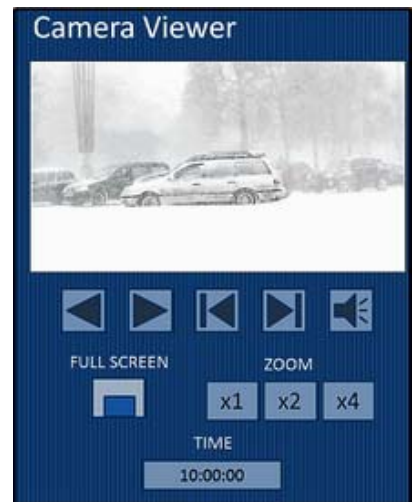 Camera Viewer
FULL SCREEN
ZOOM
x1
x2
x4
TIME
10:00:00